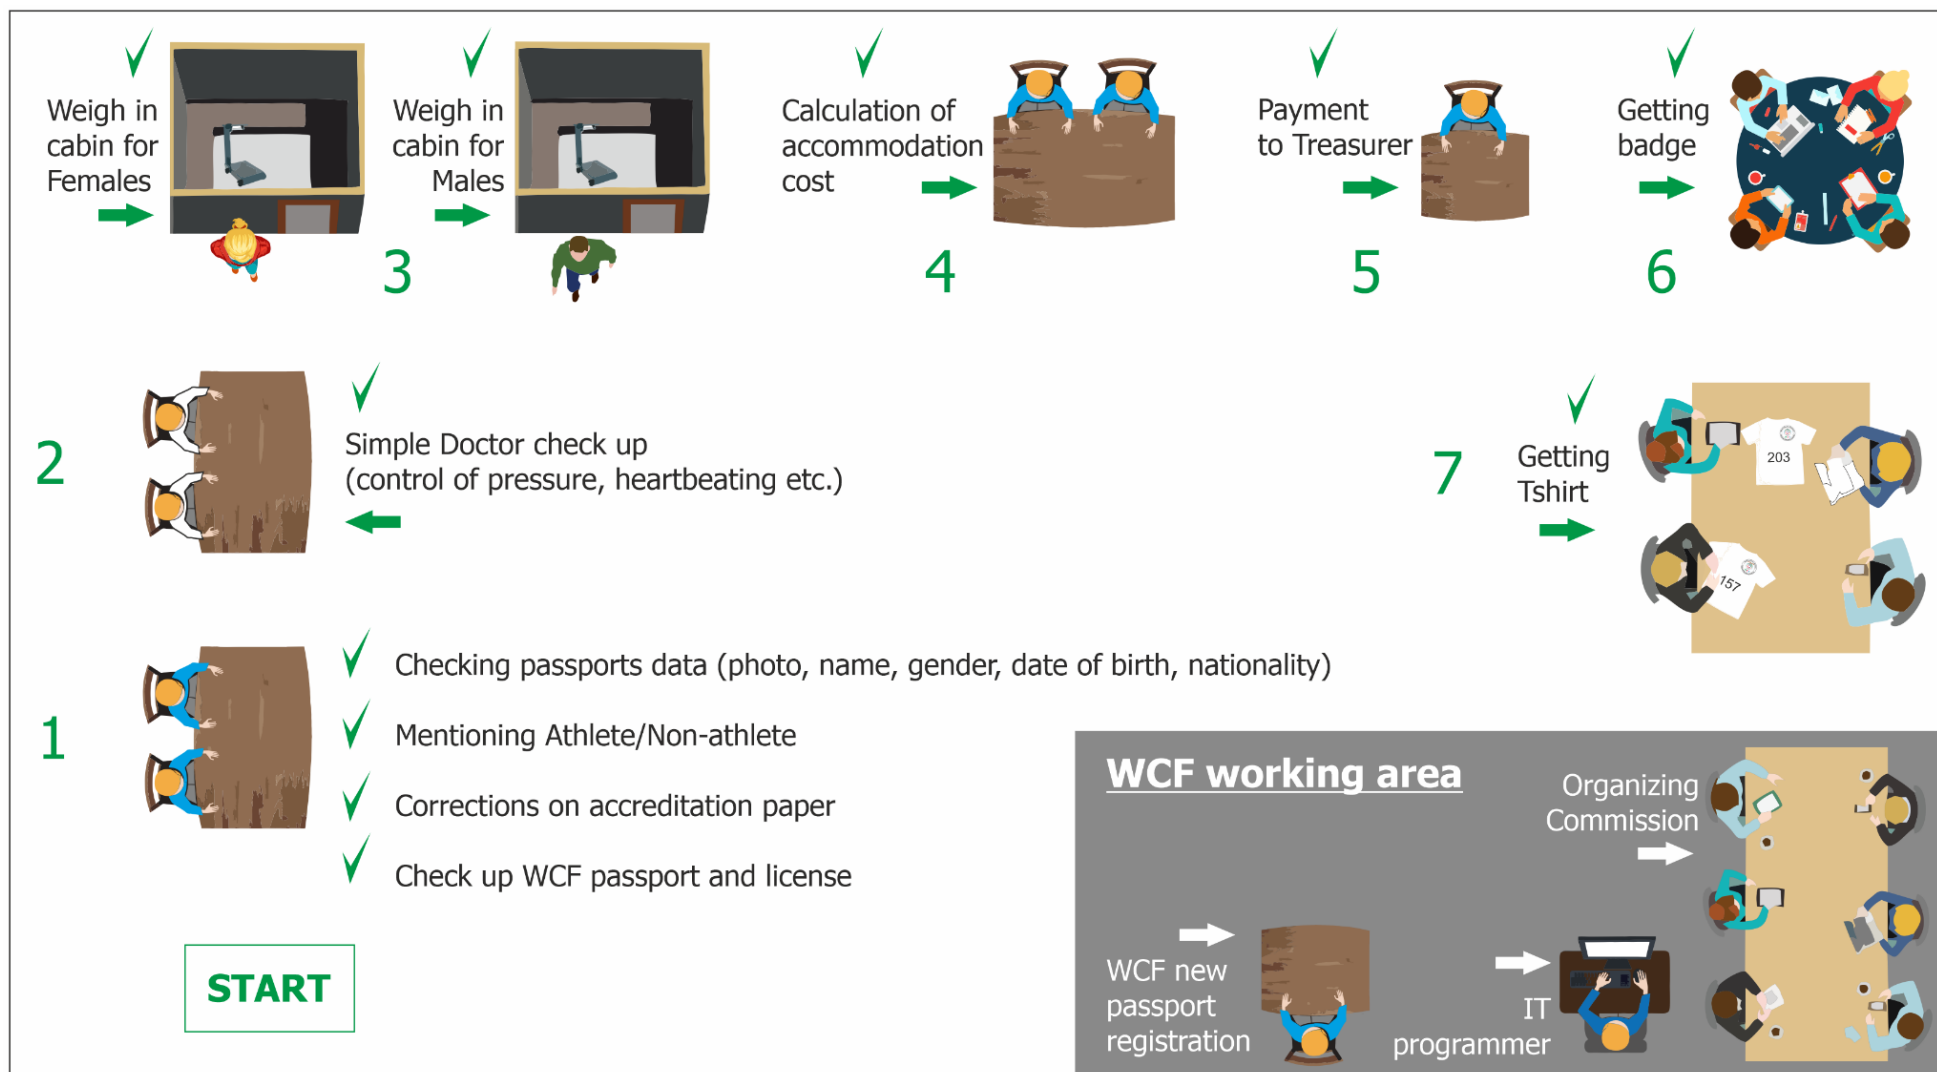 Weigh in
cabin for
Females
3
Weigh in
cabin for
Males
4
Calculation of
accommodation
cost
5
Payment
to Treasurer
6
Getting
badge
2
Simple Doctor check up
(control of pressure, heartbeating etc.)
7
Getting
Tshirt
203
157
1
Checking passports data (photo, name, gender, date of birth, nationality)
Mentioning Athlete/Non-athlete
Corrections on accreditation paper
Check up WCF passport and license
START
WCF working area
Organizing
Commission
WCF new
passport
registration
IT
programmer